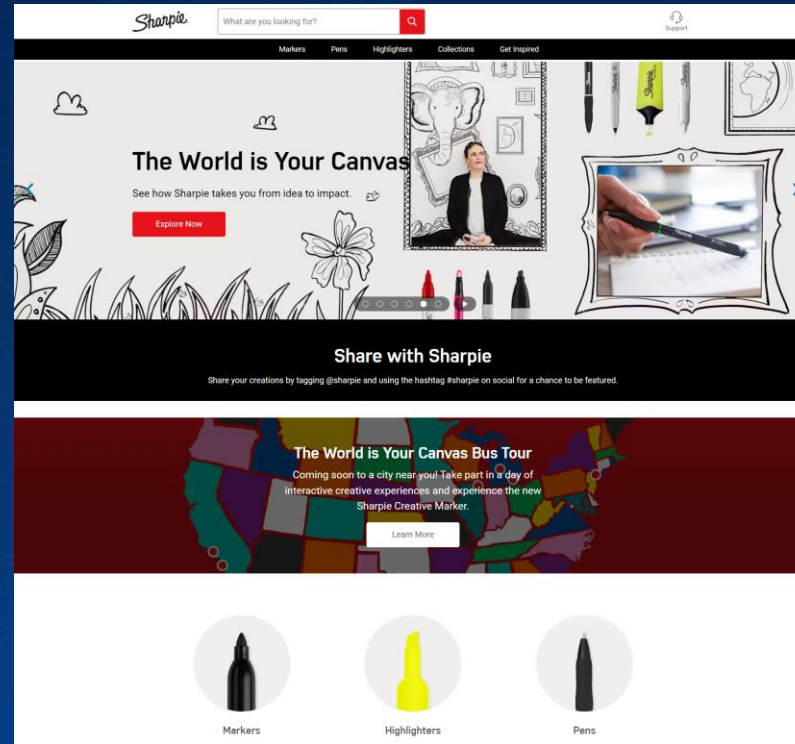 Sharpie
What are you looking for?
Support
Markers Pens Highlighters Collections Get Inspired
The World is Your Canvas
See how Sharpie takes you from idea to impact.
Explore Now
Share with Sharpie
Share your creations by tagging @sharpie and using the hashtag #sharpie on social for a chance to be featured.
The World is Your Canvas Bus Tour
Coming soon to a city near you! Take part in a day of
interactive creative experiences and experience the new
Sharpie Creative Marker.
Learn More
Markers Highlighters Pens